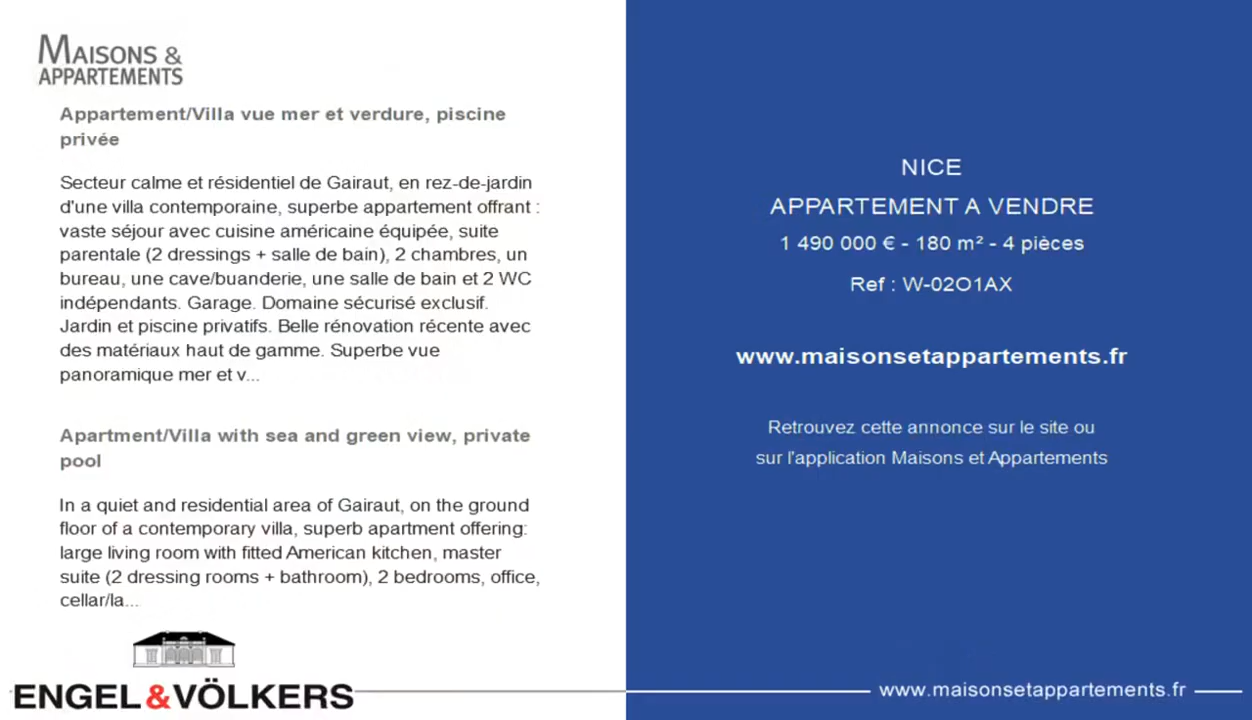 MAISONS &
APPARTEMENTS
Appartement/Villa vue mer et verdure, piscine
privée
Secteur calme et résidentiel de Gairaut, en rez-de-jardin
d'une villa contemporaine, superbe appartement offrant :
vaste séjour avec cuisine américaine équipée, suite
parentale (2 dressings + salle de bain), 2 chambres, un
bureau, une cave/buanderie, une salle de bain et 2 WC
indépendants. Garage. Domaine sécurisé exclusif.
Jardin et piscine privatifs. Belle rénovation récente avec
des matériaux haut de gamme. Superbe vue
panoramique mer et v...
Apartment/Villa with sea and green view, private
pool
In a quiet and residential area of Gairaut, on the ground
floor of a contemporary villa, superb apartment offering:
large living room with fitted American kitchen, master
suite (2 dressing rooms + bathroom), 2 bedrooms, office,
cellar/la...
ENGEL & VÖLKERS
NICE
APPARTEMENT A VENDRE
1 490 000 € - 180 m² - 4 pièces
Ref : W-02O1AX
www.maisonsetappartements.fr
Retrouvez cette annonce sur le site ou
sur l'application Maisons et Appartements
www.maisonsetappartements.fr